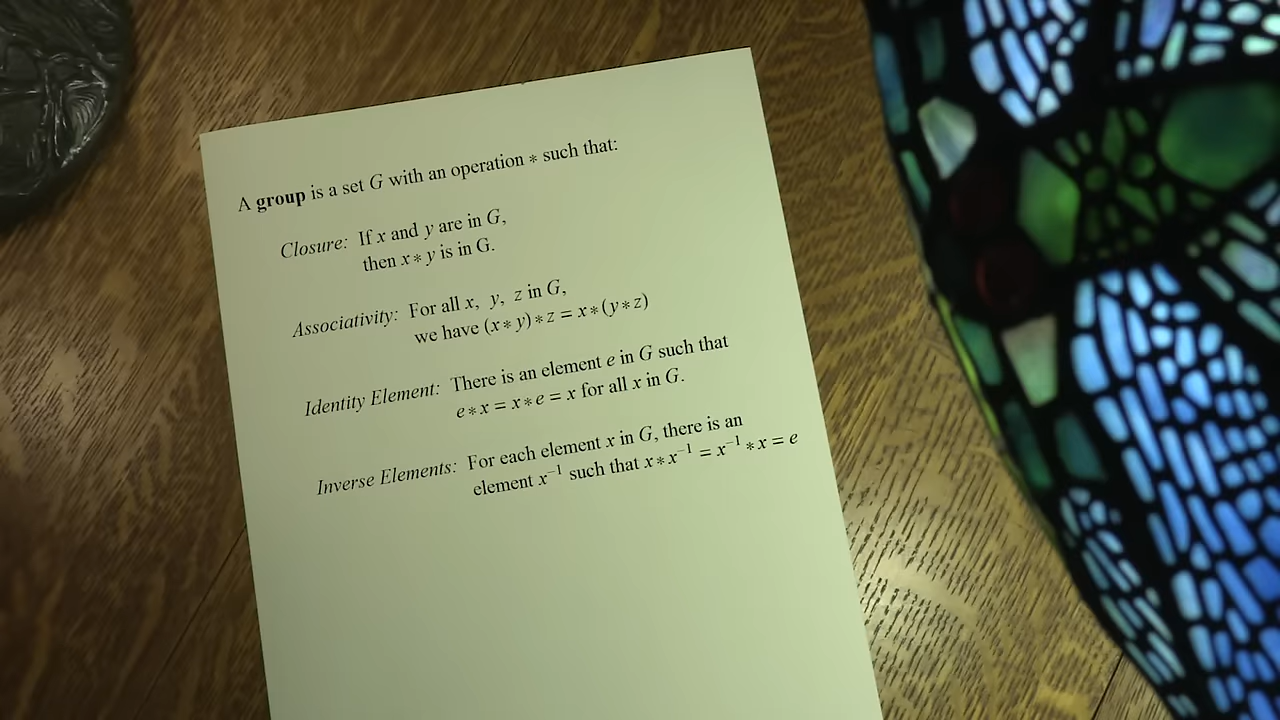 A group is a set G with an operation * such that:
Closure: If x and y are in G,
then x * y is in G.
Associativity: For all x, y, z in G,
we have (x * y) * z = x * (y * z)
Identity Element: There is an element e in G such that
e * x = x * e = x for all x in G.
Inverse Elements: For each element x in G, there is an
element x⁻¹ such that x * x⁻¹ = x⁻¹ * x = e